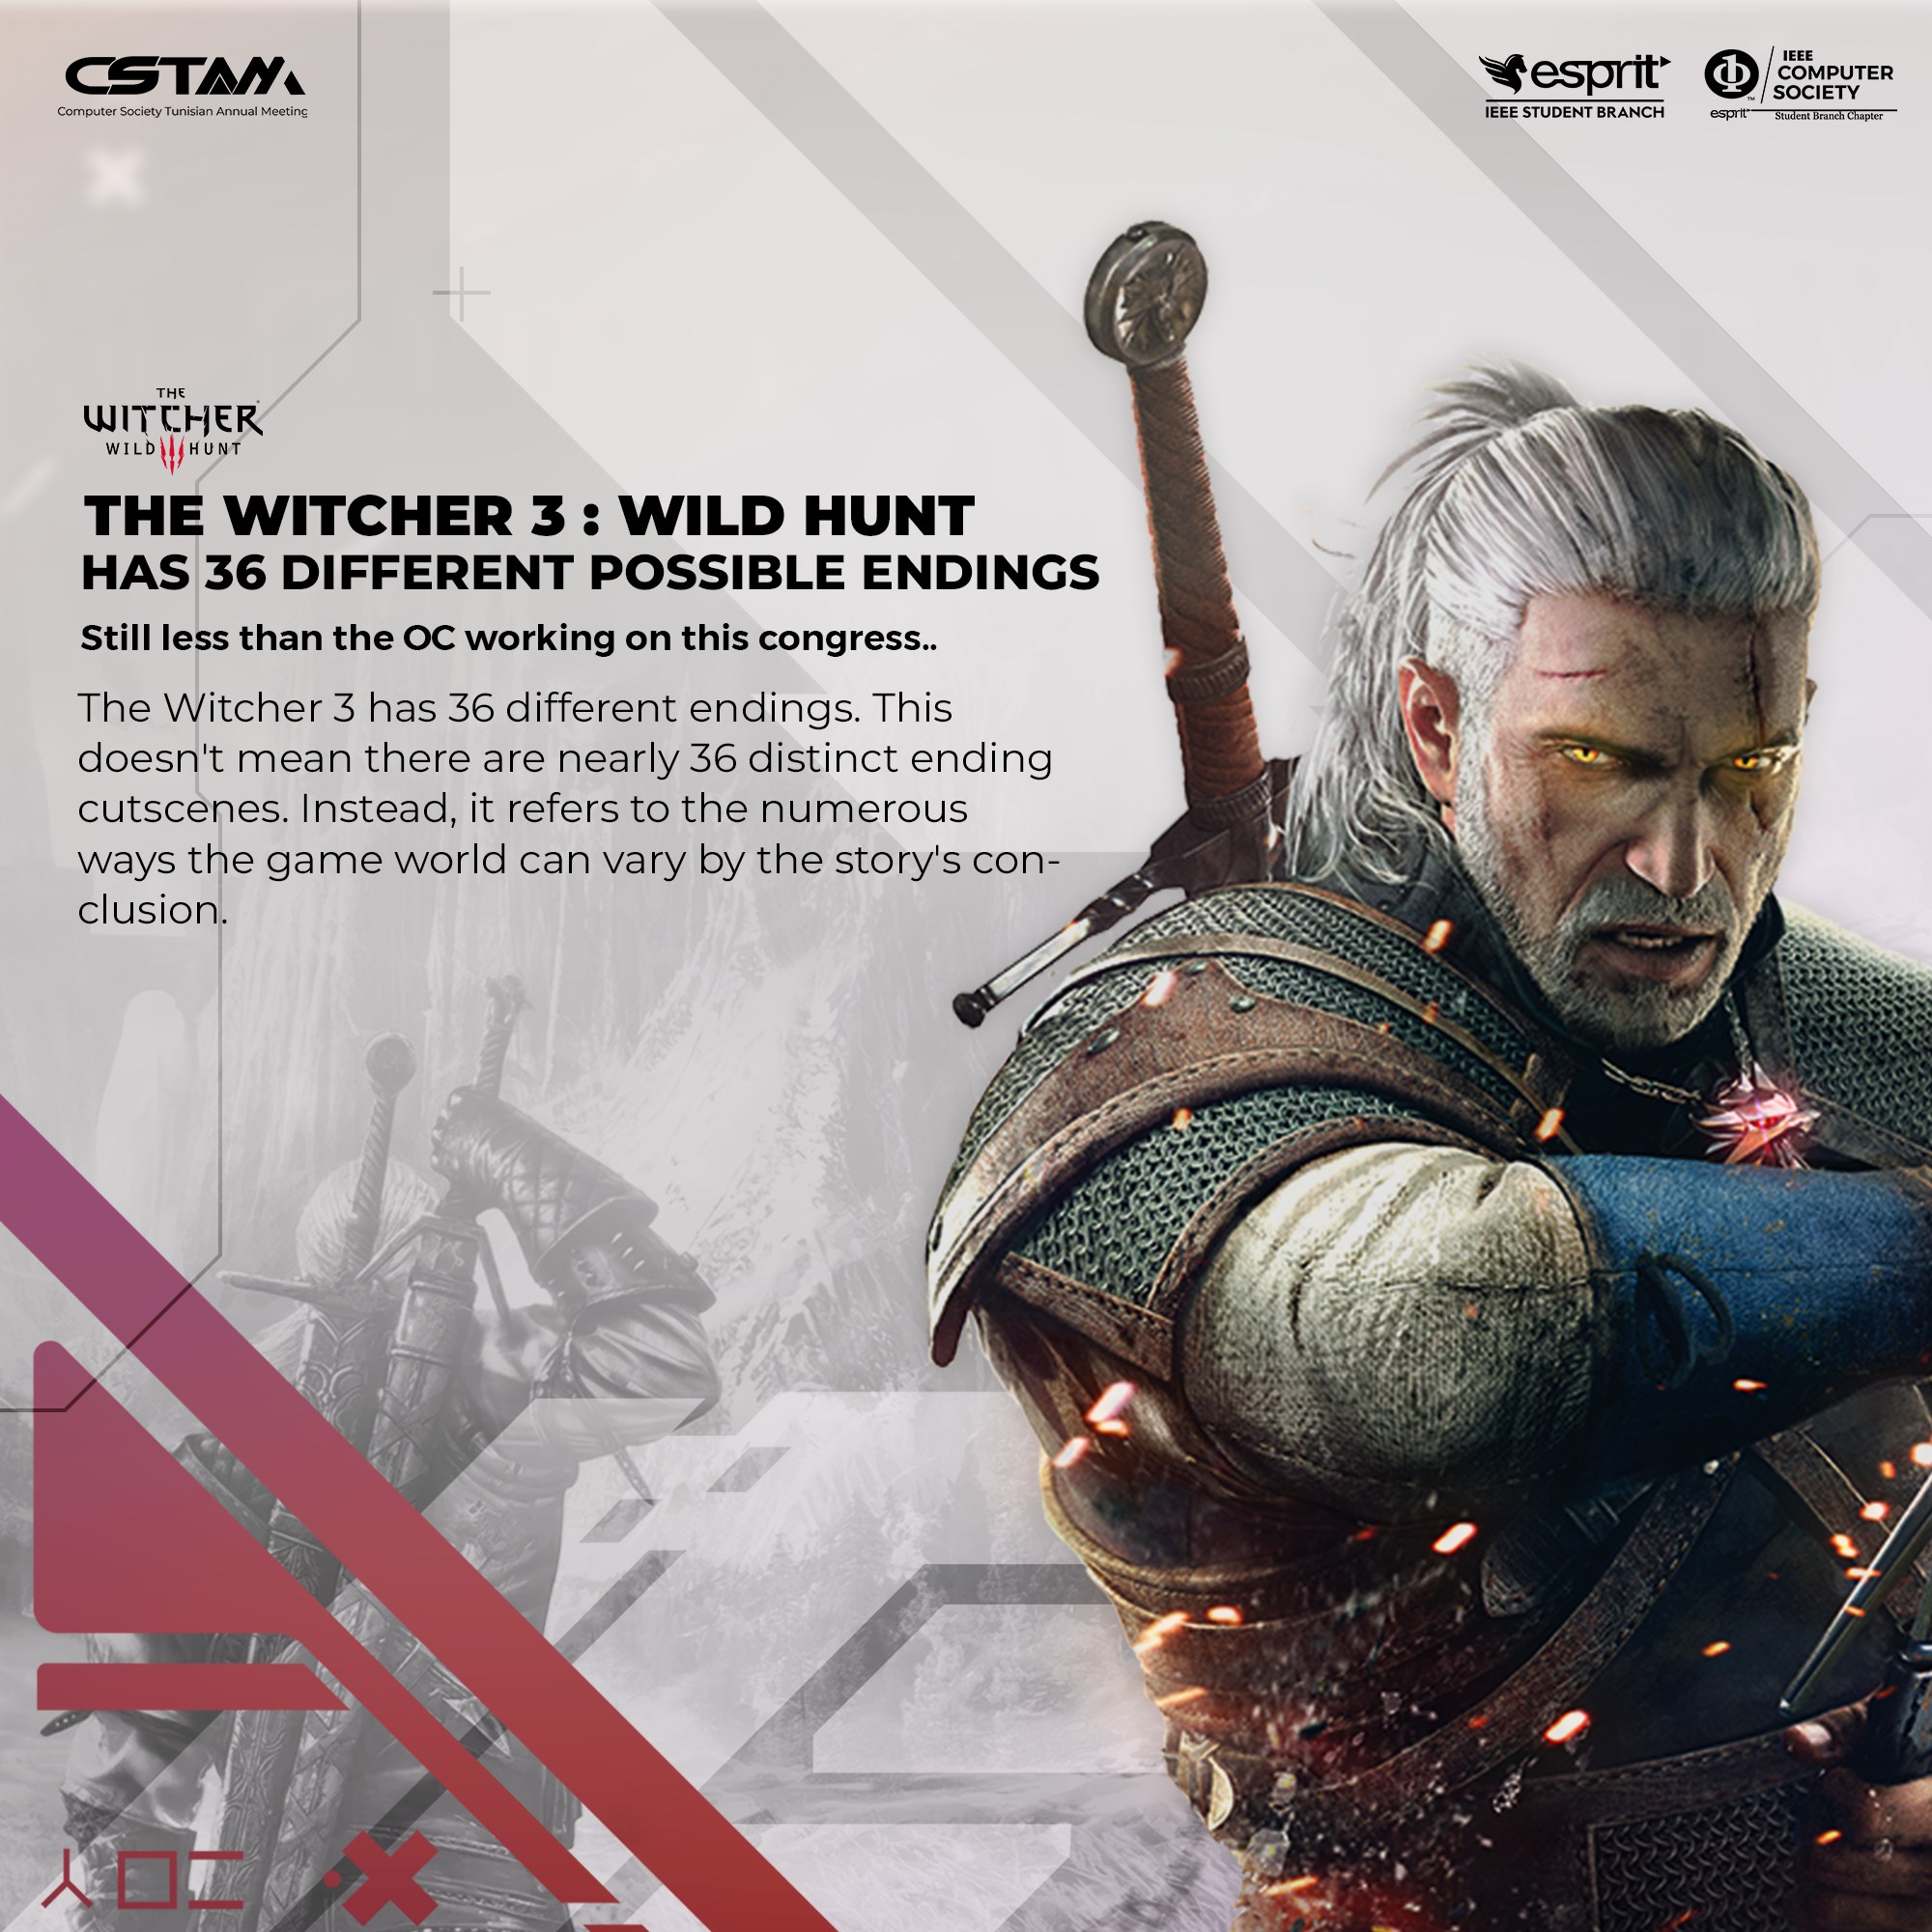 CSTAM
Computer Society Tunisian Annual Meeting
esprit
IEEE STUDENT BRANCH
IEEE
COMPUTER
SOCIETY
TM
esprit
Student Branch Chapter
THE
WITCHER
WILD HUNT
THE WITCHER 3 : WILD HUNT
HAS 36 DIFFERENT POSSIBLE ENDINGS
Still less than the OC working on this congress..
The Witcher 3 has 36 different endings. This
doesn't mean there are nearly 36 distinct ending
cutscenes. Instead, it refers to the numerous
ways the game world can vary by the story's con-
clusion.